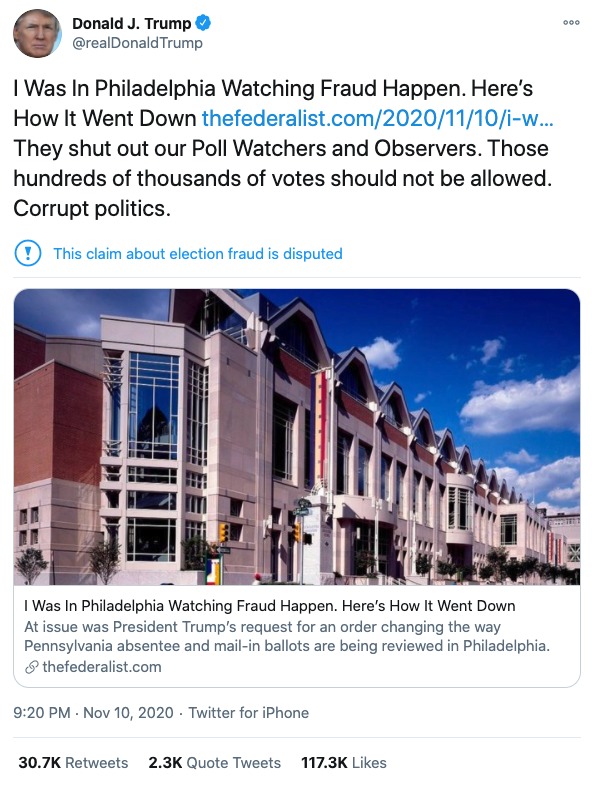 Donald J. Trump
@realDonaldTrump
I Was In Philadelphia Watching Fraud Happen. Here's
How It Went Down thefederalist.com/2020/11/10/i-w...
They shut out our Poll Watchers and Observers. Those
hundreds of thousands of votes should not be allowed.
Corrupt politics.
This claim about election fraud is disputed
I Was In Philadelphia Watching Fraud Happen. Here's How It Went Down
At issue was President Trump's request for an order changing the way
Pennsylvania absentee and mail-in ballots are being reviewed in Philadelphia.
thefederalist.com
9:20 PM · Nov 10, 2020 · Twitter for iPhone
30.7K Retweets 2.3K Quote Tweets 117.3K Likes